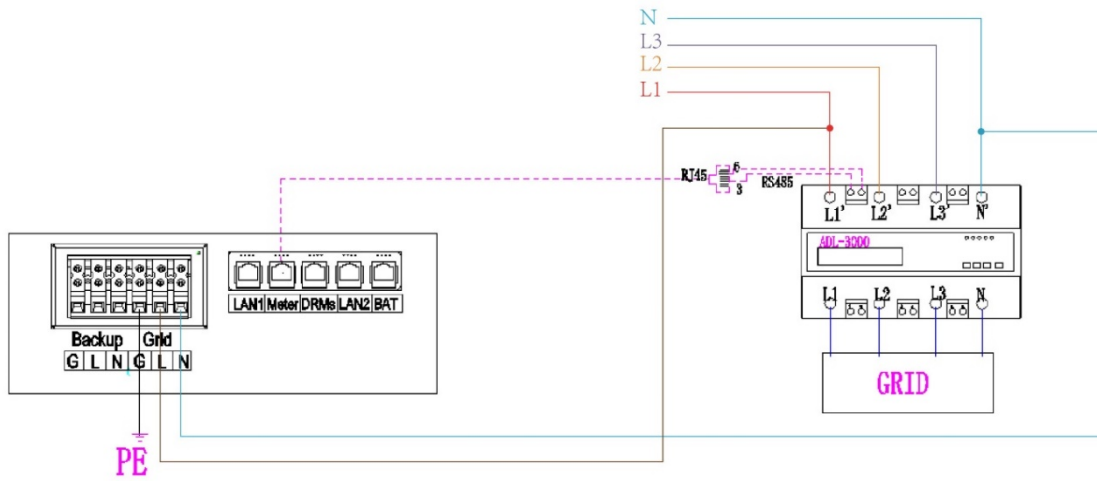 N
L3
L2
L1
RJ45
6
3
RS485
L1' L2' L3' N'
ADL-3000
L1 L2 L3 N
GRID
LAN1 Meter DRMs LAN2 BAT
Backup Grid
G L N G L N
PE